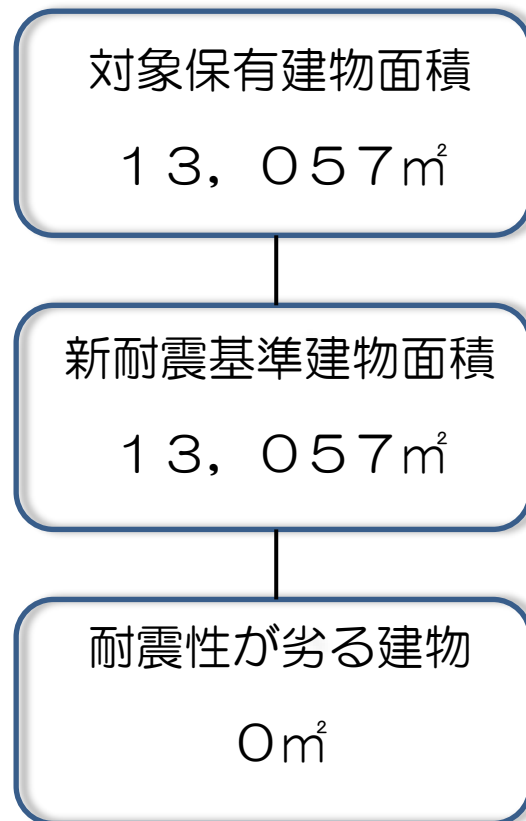 対象保有建物面積
１３，０５７㎡
新耐震基準建物面積
１３，０５７㎡
耐震性が劣る建物
０㎡